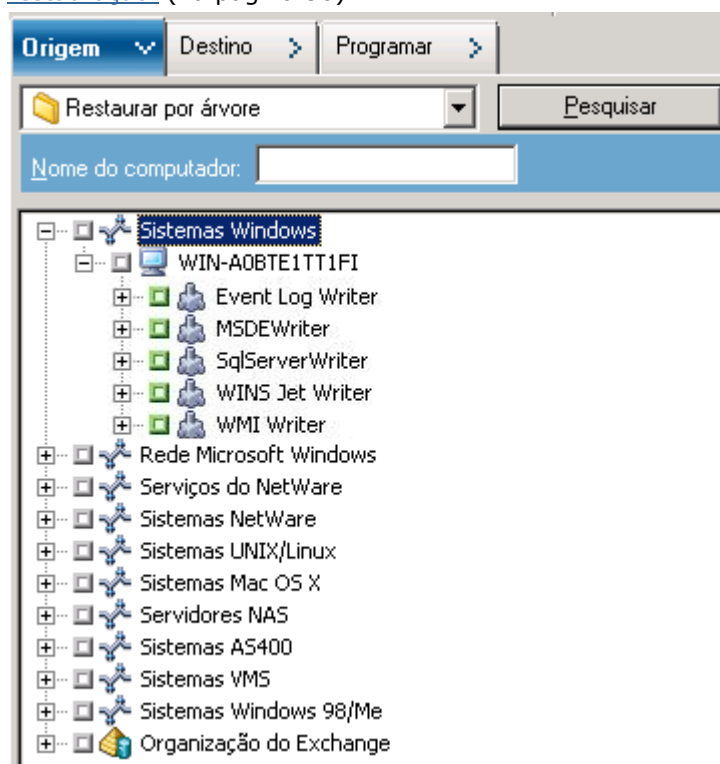 Origem Destino Programar
Restaurar por árvore Pesquisar
Nome do computador:
Sistemas Windows
WIN-A0BTE1TT1FI
Event Log Writer
MSDEWriter
SqlServerWriter
WINS Jet Writer
WMI Writer
Rede Microsoft Windows
Serviços do NetWare
Sistemas NetWare
Sistemas UNIX/Linux
Sistemas Mac OS X
Servidores NAS
Sistemas AS400
Sistemas VMS
Sistemas Windows 98/Me
Organização do Exchange